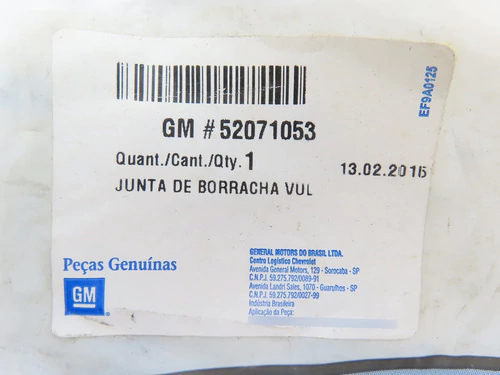 GM # 52071053
Quant./Cant./Qty. 1
13.02.2015
JUNTA DE BORRACHA VUL
EF9A0125
Peças Genuínas
GM
GENERAL MOTORS DO BRASIL LTDA.
Centro Logístico Chevrolet
Avenida General Motors, 129 - Sorocaba - SP
C.N.P.J. 59.275.792/0089-91
Avenida Landri Sales, 1070 - Guarulhos - SP
C.N.P.J. 59.275.792/0027-99
Indústria Brasileira
Aplicação da Peça: